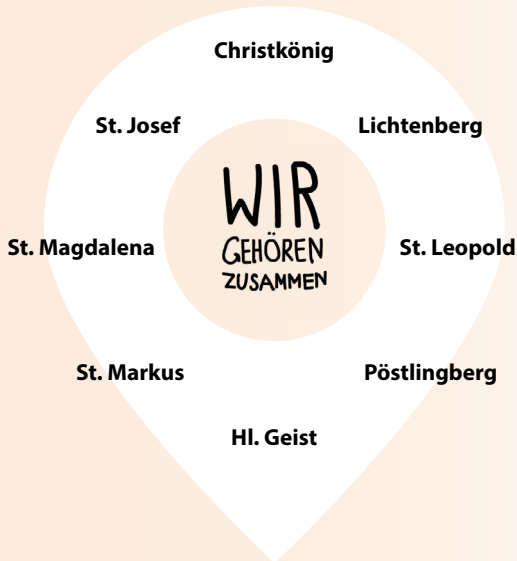 Christkönig
St. Josef
Lichtenberg
WIR
GEHÖREN
ZUSAMMEN
St. Magdalena
St. Leopold
St. Markus
Pöstlingberg
Hl. Geist